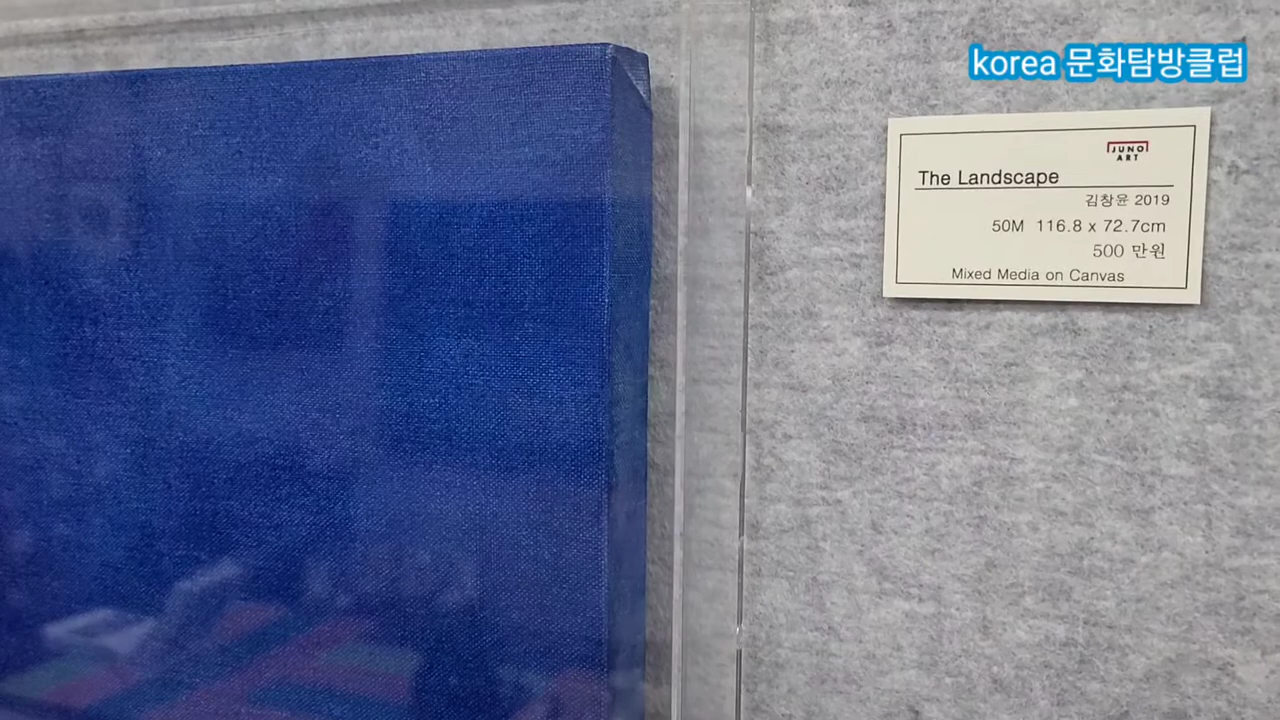 korea 문화탐방클럽
JUNO
ART
The Landscape
김창윤 2019
50M 116.8 x 72.7cm
500 만원
Mixed Media on Canvas